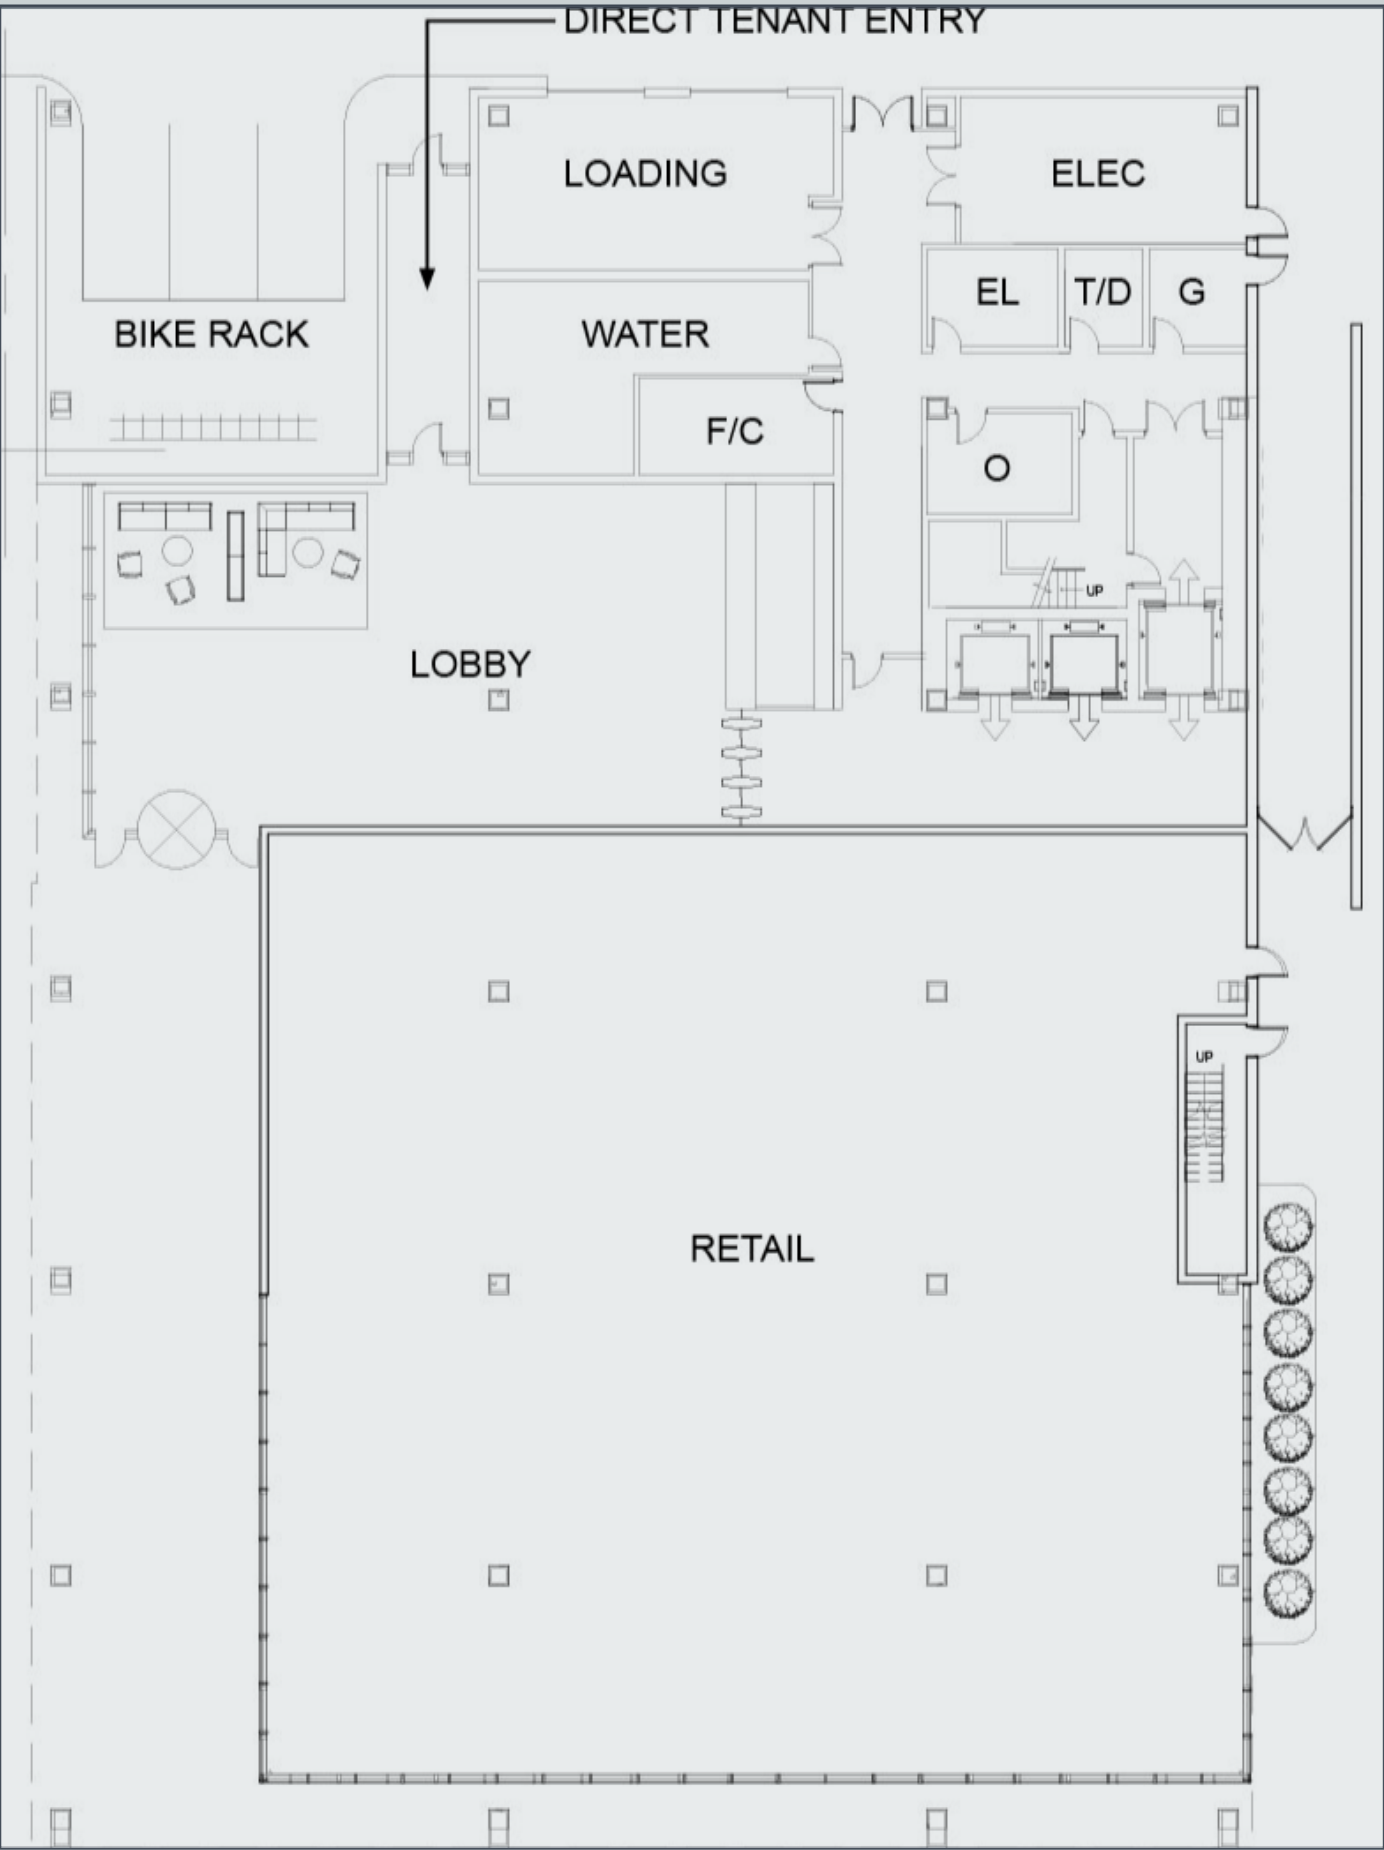 DIRECT TENANT ENTRY
LOADING
ELEC
EL
T/D
G
BIKE RACK
WATER
F/C
O
UP
LOBBY
UP
RETAIL